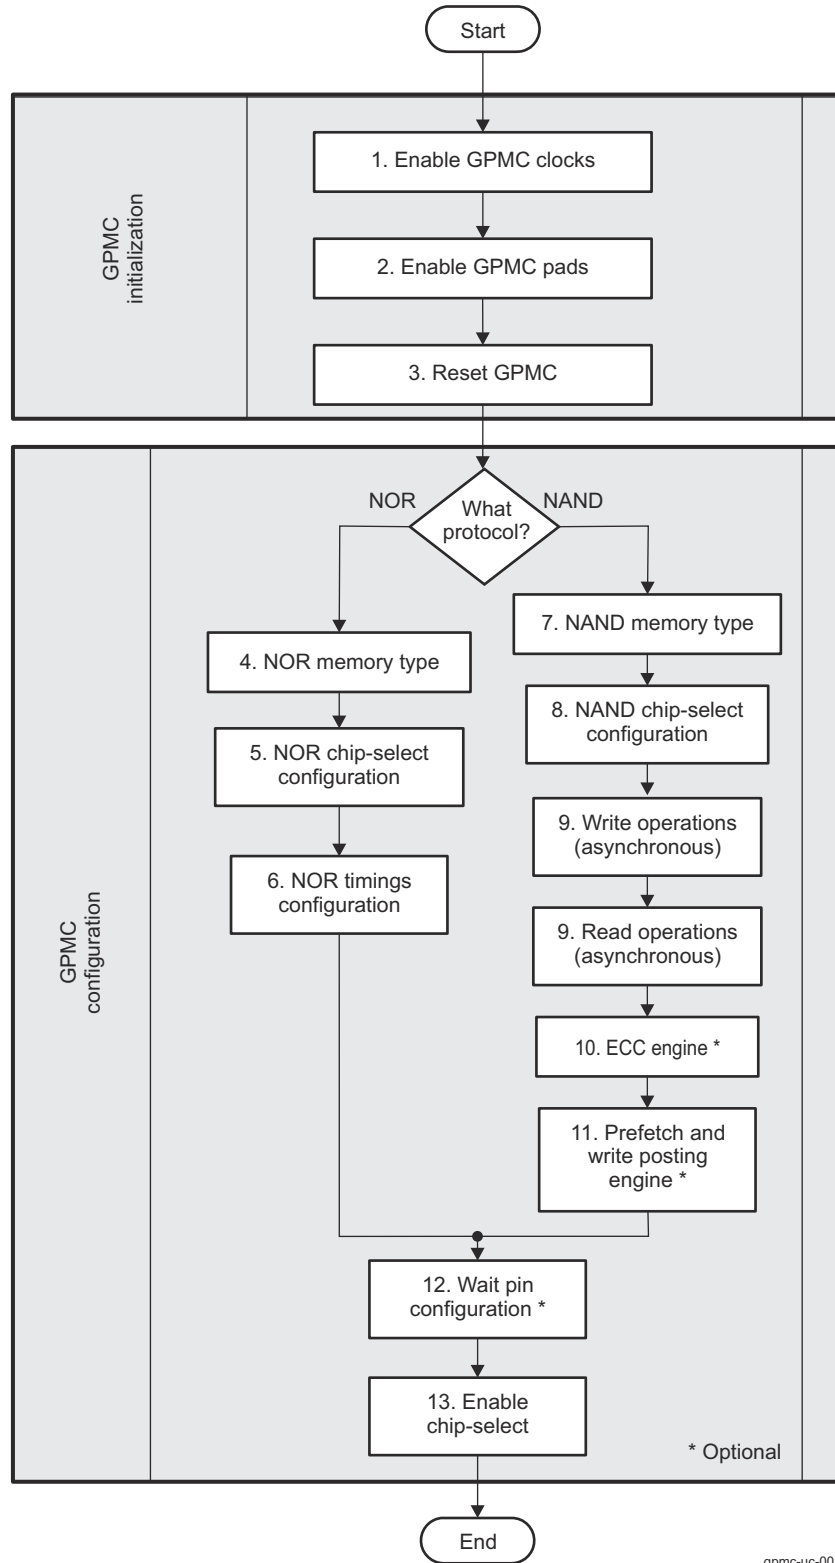 Start
GPMC
initialization
1. Enable GPMC clocks
2. Enable GPMC pads
3. Reset GPMC
GPMC
configuration
What
protocol?
NOR
NAND
4. NOR memory type
5. NOR chip-select
configuration
6. NOR timings
configuration
7. NAND memory type
8. NAND chip-select
configuration
9. Write operations
(asynchronous)
9. Read operations
(asynchronous)
10. ECC engine *
11. Prefetch and
write posting
engine *
12. Wait pin
configuration *
13. Enable
chip-select
* Optional
End